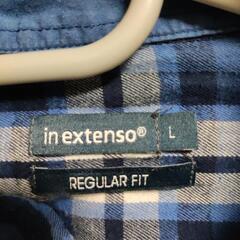 in extenso® L
REGULAR FIT